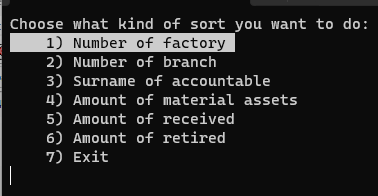 Choose what kind of sort you want to do:
1) Number of factory
2) Number of branch
3) Surname of accountable
4) Amount of material assets
5) Amount of received
6) Amount of retired
7) Exit